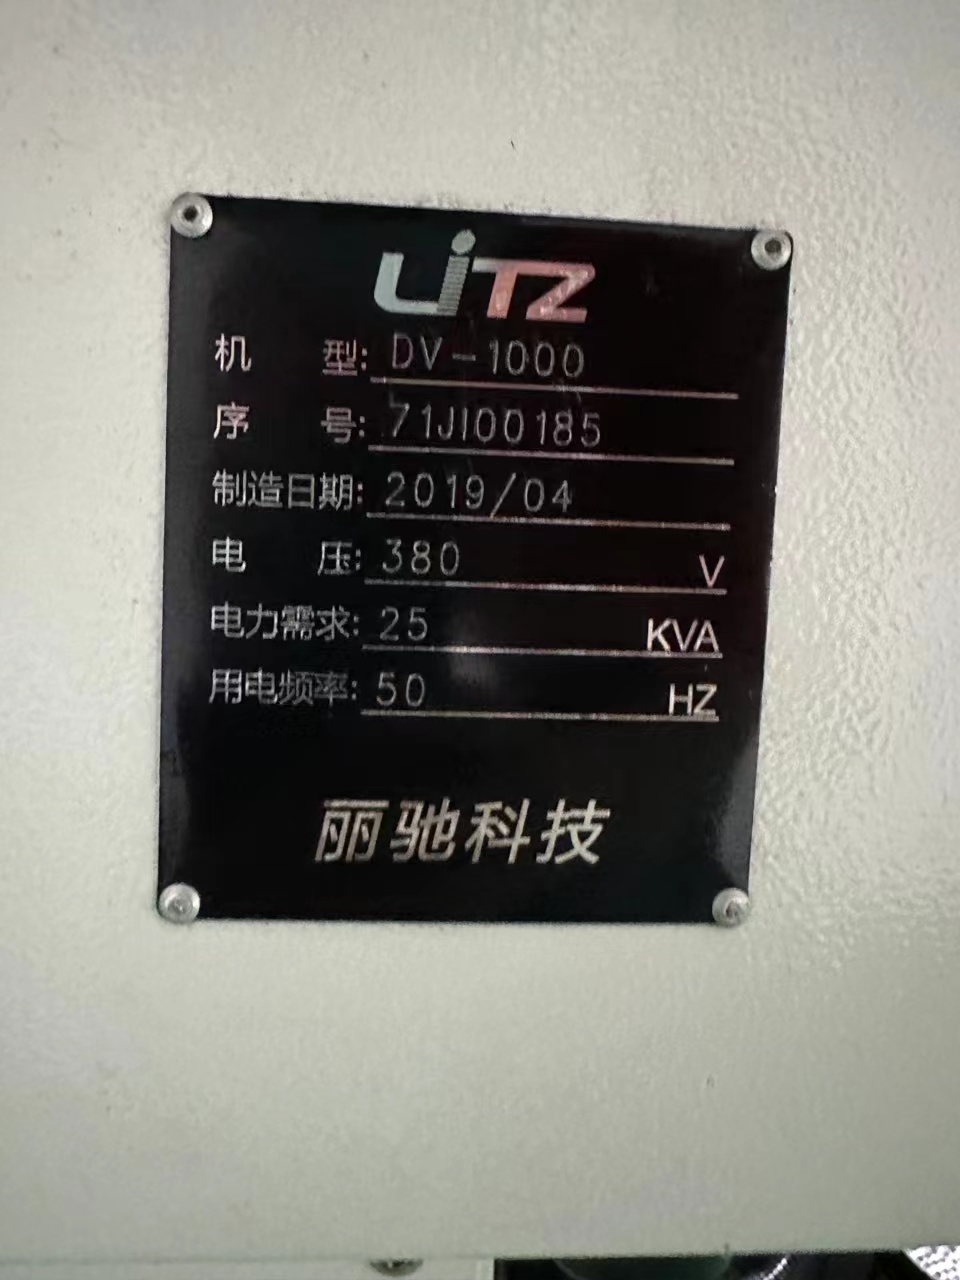 LiTZ
机 型: DV-1000
序 号: 71JI00185
制造日期: 2019/04
电 压: 380 V
电力需求: 25 KVA
用电频率: 50 HZ
丽驰科技